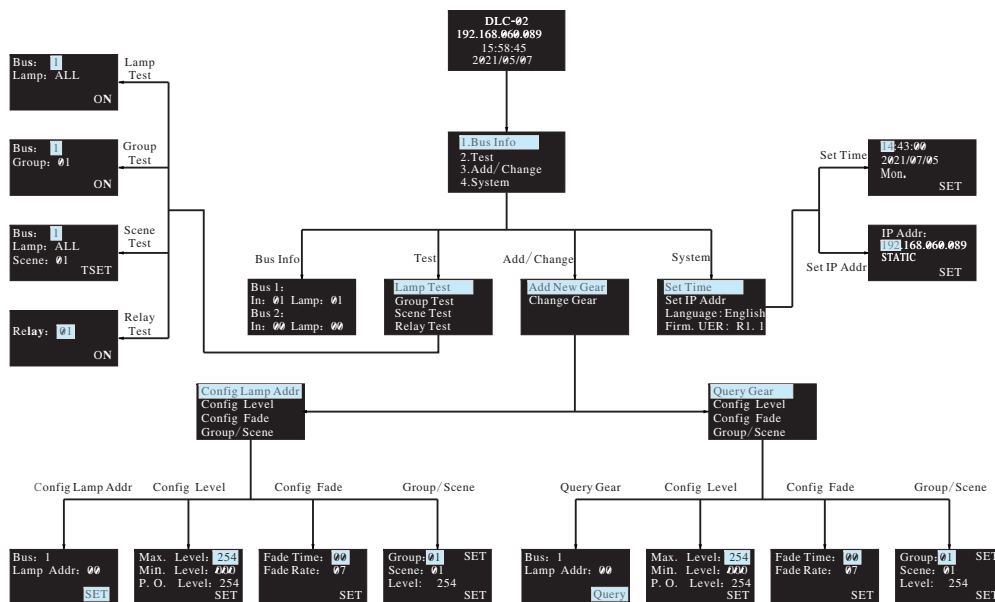 DLC-02
192.168.060.089
15:58:45
2021/05/07
Bus: 1
Lamp: ALL
ON
Lamp
Test
Bus: 1
Group: 01
ON
Group
Test
Bus: 1
Lamp: ALL
Scene: 01
TSET
Scene
Test
Relay: 01
ON
Relay
Test
1.Bus Info
2.Test
3.Add/Change
4.System
Set Time
14:43:00
2021/07/05
Mon.
SET
Set IP Addr
IP Addr:
192.168.060.089
STATIC
SET
Bus Info
Bus 1:
In: 01 Lamp: 01
Bus 2:
In: 00 Lamp: 00
Test
Lamp Test
Group Test
Scene Test
Relay Test
Add/Change
Add New Gear
Change Gear
System
Set Time
Set IP Addr
Language:English
Firm. UER: R1.1
Config Lamp Addr
Config Level
Config Fade
Group/Scene
Query Gear
Config Level
Config Fade
Group/Scene
Config Lamp Addr
Bus: 1
Lamp Addr: 00
SET
Config Level
Max. Level: 254
Min. Level: 000
P. O. Level: 254
SET
Config Fade
Fade Time: 00
Fade Rate: 07
SET
Group/Scene
Group: 01 SET
Scene: 01
Level: 254
SET
Query Gear
Bus: 1
Lamp Addr: 00
Query
Config Level
Max. Level: 254
Min. Level: 000
P. O. Level: 254
SET
Config Fade
Fade Time: 00
Fade Rate: 07
SET
Group/Scene
Group: 01 SET
Scene: 01
Level: 254
SET